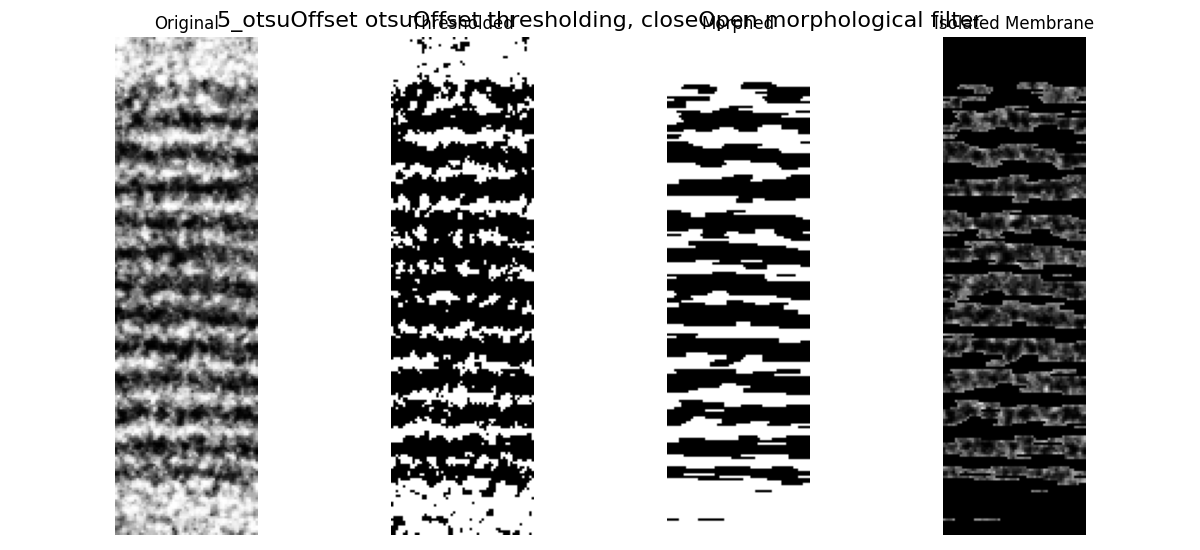 5_otsuOffset otsuOffset thresholding, closeOpen morphological filter
Original
Thresholded
Morphed
Isolated Membrane